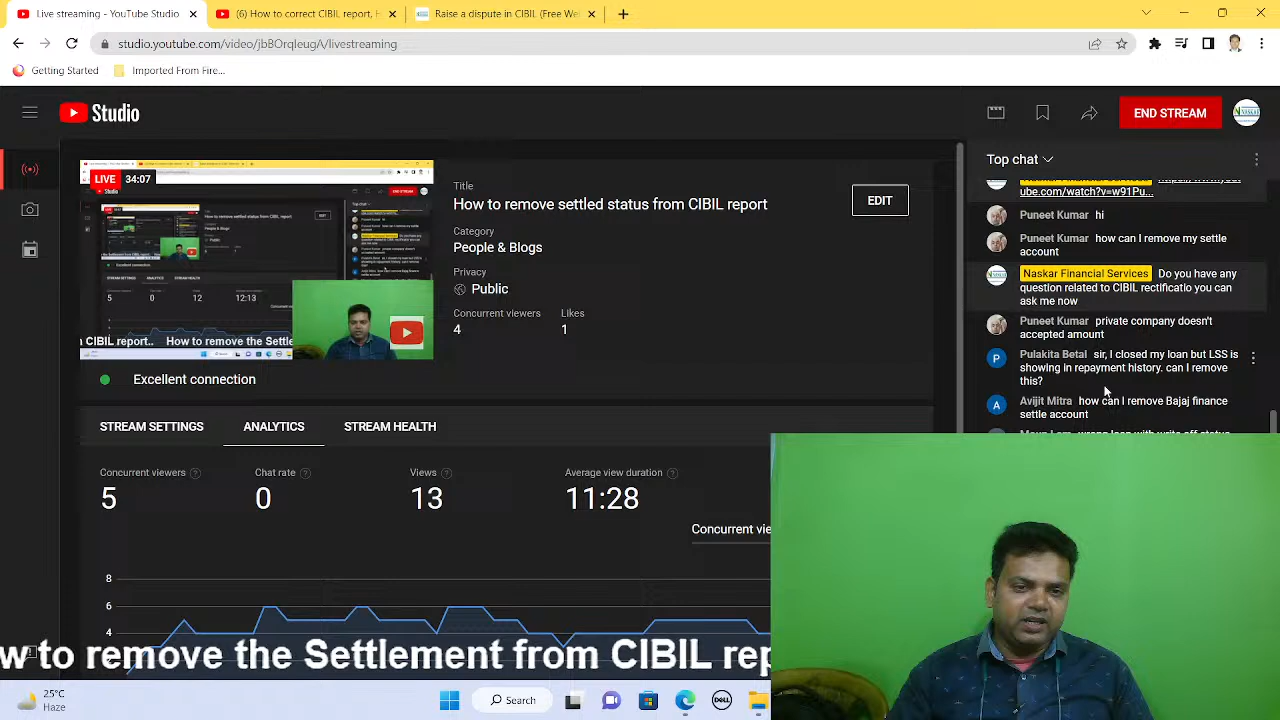 Live streaming - YouTube Studio
(6) How to correct CIBIL report, H
Raise a dispute in CIBIL (Free We
studio.youtube.com/video/jbBOrqleugA/livestreaming
Getting Started
Imported From Fire...
Studio
END STREAM
LIVE 34:07
Title
How to remove settled status from CIBIL report
EDIT
Category
People & Blogs
Privacy
Public
Concurrent viewers
Likes
4
1
Excellent connection
STREAM SETTINGS
ANALYTICS
STREAM HEALTH
Concurrent viewers
Chat rate
Views
Average view duration
5
0
13
11:28
Concurrent vie
8
6
4
Top chat
ube.com/watch?v=w91Pu...
Puneet Kumar hi
Puneet Kumar how can I remove my settle
account
Naskar Financial Services Do you have any
question related to CIBIL rectificatio you can
ask me now
Puneet Kumar private company doesn't
accepted amount
Pulakita Betal sir, I closed my loan but LSS is
showing in repayment history. can I remove
this?
Avijit Mitra how can I remove Bajaj finance
settle account
w to remove the Settlement from CIBIL rep
25°C
Haze
Search
DELL